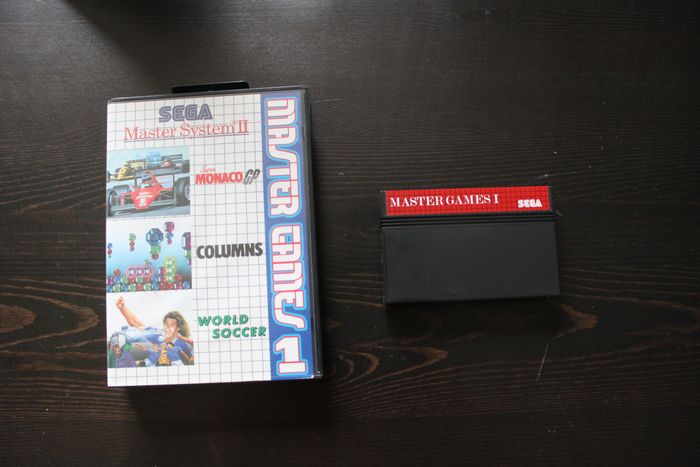 SEGA
Master System II
Super
MONACO GP
COLUMNS
WORLD
SOCCER
MASTER GAMES 1
MASTER GAMES I
SEGA